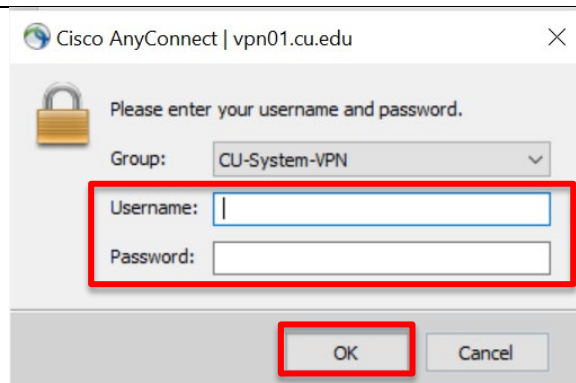 Cisco AnyConnect | vpn01.cu.edu
Please enter your username and password.
Group: CU-System-VPN
Username:
Password:
OK Cancel